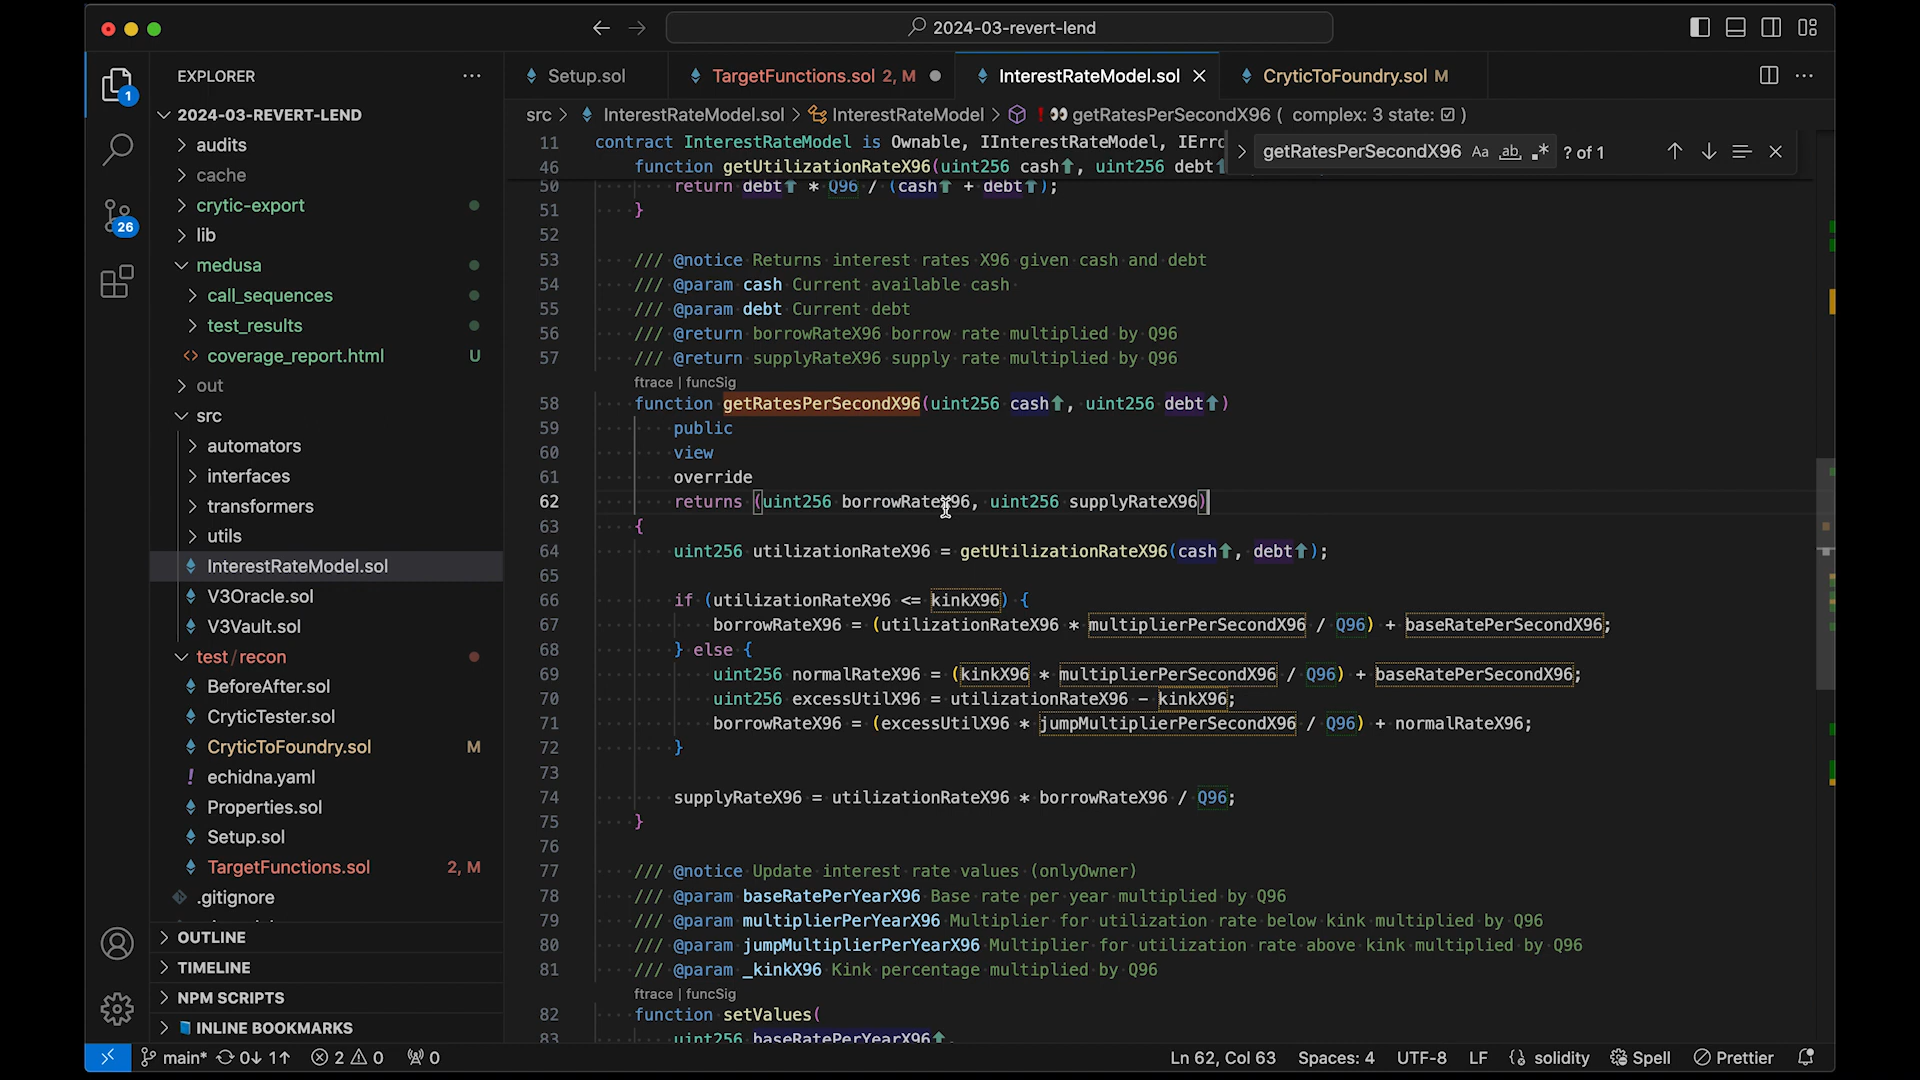 2024-03-revert-lend
EXPLORER
Setup.sol
TargetFunctions.sol 2, M
InterestRateModel.sol
CryticToFoundry.sol M
src > InterestRateModel.sol > InterestRateModel > getRatesPerSecondX96 ( complex: 3 state: ☑ )
getRatesPerSecondX96
? of 1
1
26
2024-03-REVERT-LEND
audits
cache
crytic-export
lib
medusa
call_sequences
test_results
coverage_report.html U
out
src
automators
interfaces
transformers
utils
InterestRateModel.sol
V3Oracle.sol
V3Vault.sol
test/recon
BeforeAfter.sol
CryticTester.sol
CryticToFoundry.sol M
echidna.yaml
Properties.sol
Setup.sol
TargetFunctions.sol 2, M
.gitignore
OUTLINE
TIMELINE
NPM SCRIPTS
INLINE BOOKMARKS
11 contract InterestRateModel is Ownable, IInterestRateModel, IErro
46 function getUtilizationRateX96(uint256 cash↑, uint256 debt↑
50 return debt↑ * Q96 / (cash↑ + debt↑);
51 }
52
53 /// @notice Returns interest rates X96 given cash and debt
54 /// @param cash Current available cash
55 /// @param debt Current debt
56 /// @return borrowRateX96 borrow rate multiplied by Q96
57 /// @return supplyRateX96 supply rate multiplied by Q96
ftrace | funcSig
58 function getRatesPerSecondX96(uint256 cash↑, uint256 debt↑)
59 public
60 view
61 override
62 returns (uint256 borrowRateX96, uint256 supplyRateX96)
63 {
64 uint256 utilizationRateX96 = getUtilizationRateX96(cash↑, debt↑);
65
66 if (utilizationRateX96 <= kinkX96) {
67 borrowRateX96 = (utilizationRateX96 * multiplierPerSecondX96 / Q96) + baseRatePerSecondX96;
68 } else {
69 uint256 normalRateX96 = (kinkX96 * multiplierPerSecondX96 / Q96) + baseRatePerSecondX96;
70 uint256 excessUtilX96 = utilizationRateX96 - kinkX96;
71 borrowRateX96 = (excessUtilX96 * jumpMultiplierPerSecondX96 / Q96) + normalRateX96;
72 }
73
74 supplyRateX96 = utilizationRateX96 * borrowRateX96 / Q96;
75 }
76
77 /// @notice Update interest rate values (onlyOwner)
78 /// @param baseRatePerYearX96 Base rate per year multiplied by Q96
79 /// @param multiplierPerYearX96 Multiplier for utilization rate below kink multiplied by Q96
80 /// @param jumpMultiplierPerYearX96 Multiplier for utilization rate above kink multiplied by Q96
81 /// @param _kinkX96 Kink percentage multiplied by Q96
ftrace | funcSig
82 function setValues(
83 uint256 baseRatePerYearX96↑,
main* 0↓ 1↑ 2 0 0
Ln 62, Col 63 Spaces: 4 UTF-8 LF solidity Spell Prettier